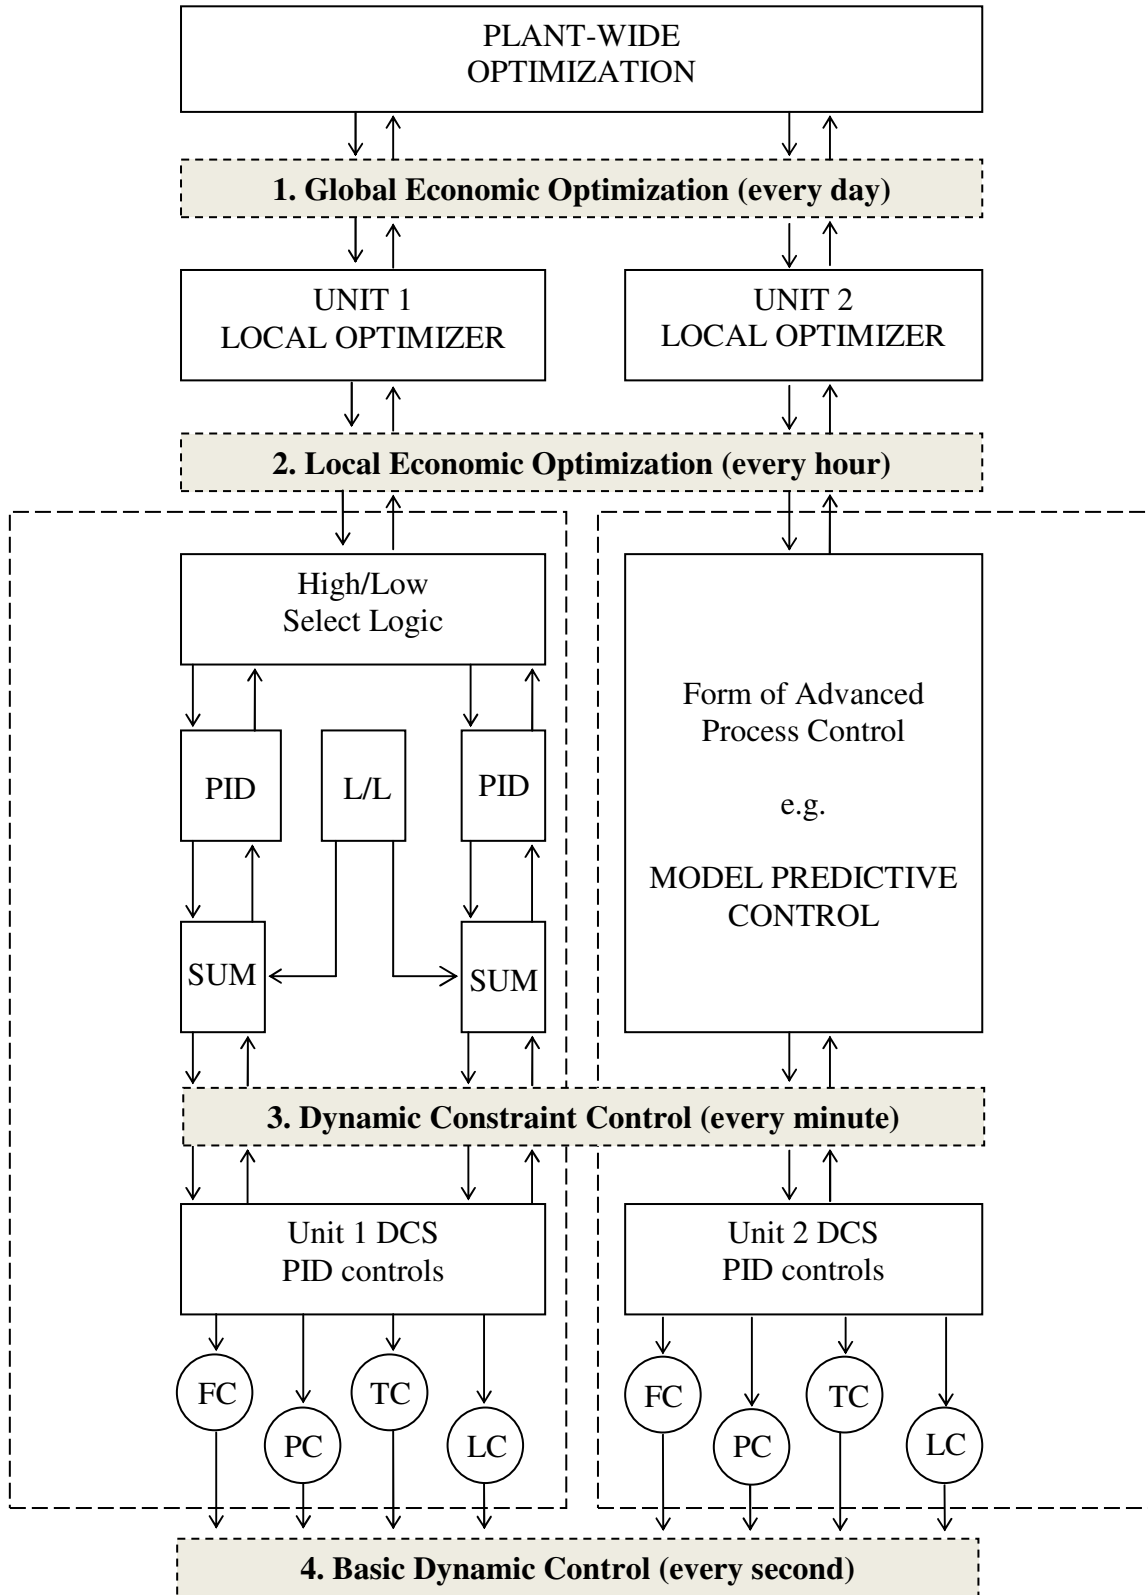 PLANT-WIDE
OPTIMIZATION
1. Global Economic Optimization (every day)
UNIT 1
LOCAL OPTIMIZER
UNIT 2
LOCAL OPTIMIZER
2. Local Economic Optimization (every hour)
High/Low
Select Logic
PID
L/L
PID
SUM
SUM
Form of Advanced
Process Control
e.g.
MODEL PREDICTIVE
CONTROL
3. Dynamic Constraint Control (every minute)
Unit 1 DCS
PID controls
Unit 2 DCS
PID controls
FC
PC
TC
LC
FC
PC
TC
LC
4. Basic Dynamic Control (every second)